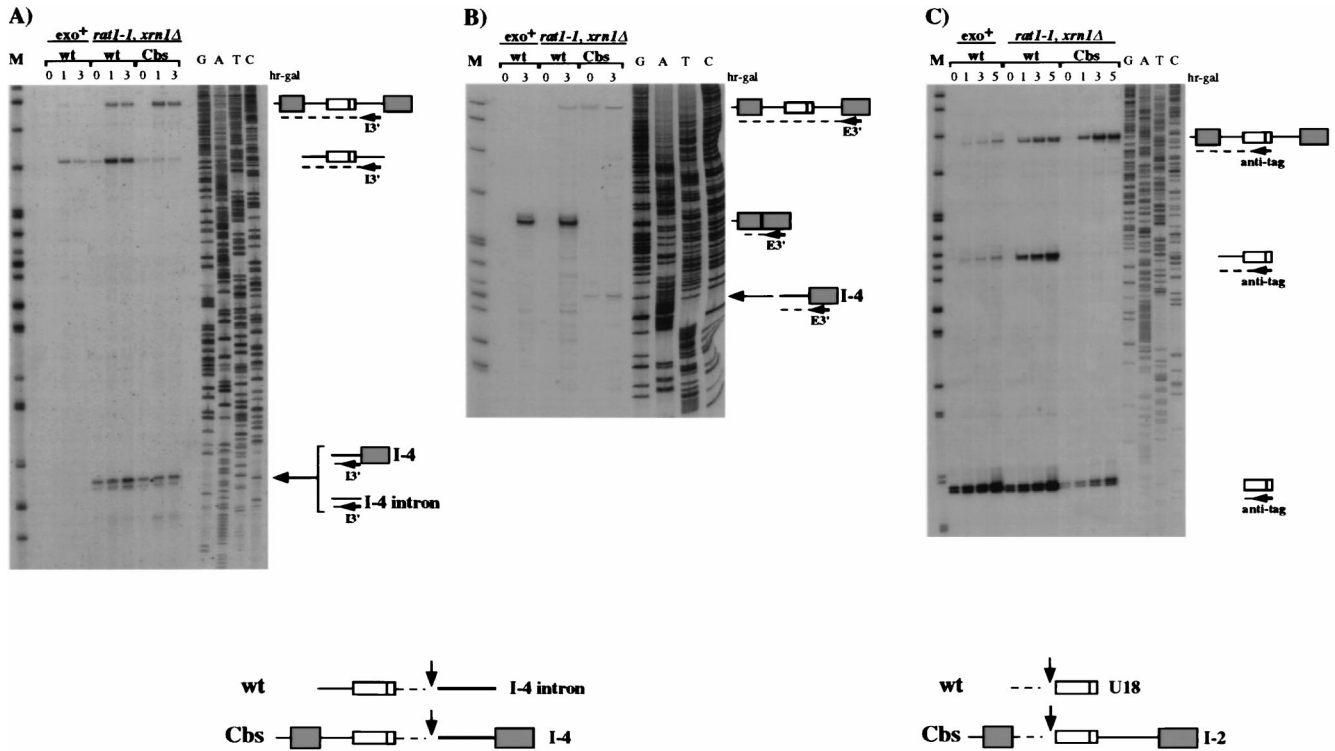 A)
exo+ rat1-1, xrn1Δ
wt wt Cbs
M G A T C
0 1 3 0 1 3 0 1 3 hr-gal
I3'
I3'
I-4
I3'
I-4 intron
I3'
B)
exo+ rat1-1, xrn1Δ
wt wt Cbs
M G A T C
0 3 0 3 0 3 hr-gal
E3'
E3'
I-4
E3'
C)
exo+ rat1-1, xrn1Δ
wt wt Cbs
M G A T C
0 1 3 5 0 1 3 5 0 1 3 5 hr-gal
anti-tag
anti-tag
anti-tag
wt I-4 intron
Cbs I-4
wt U18
Cbs I-2